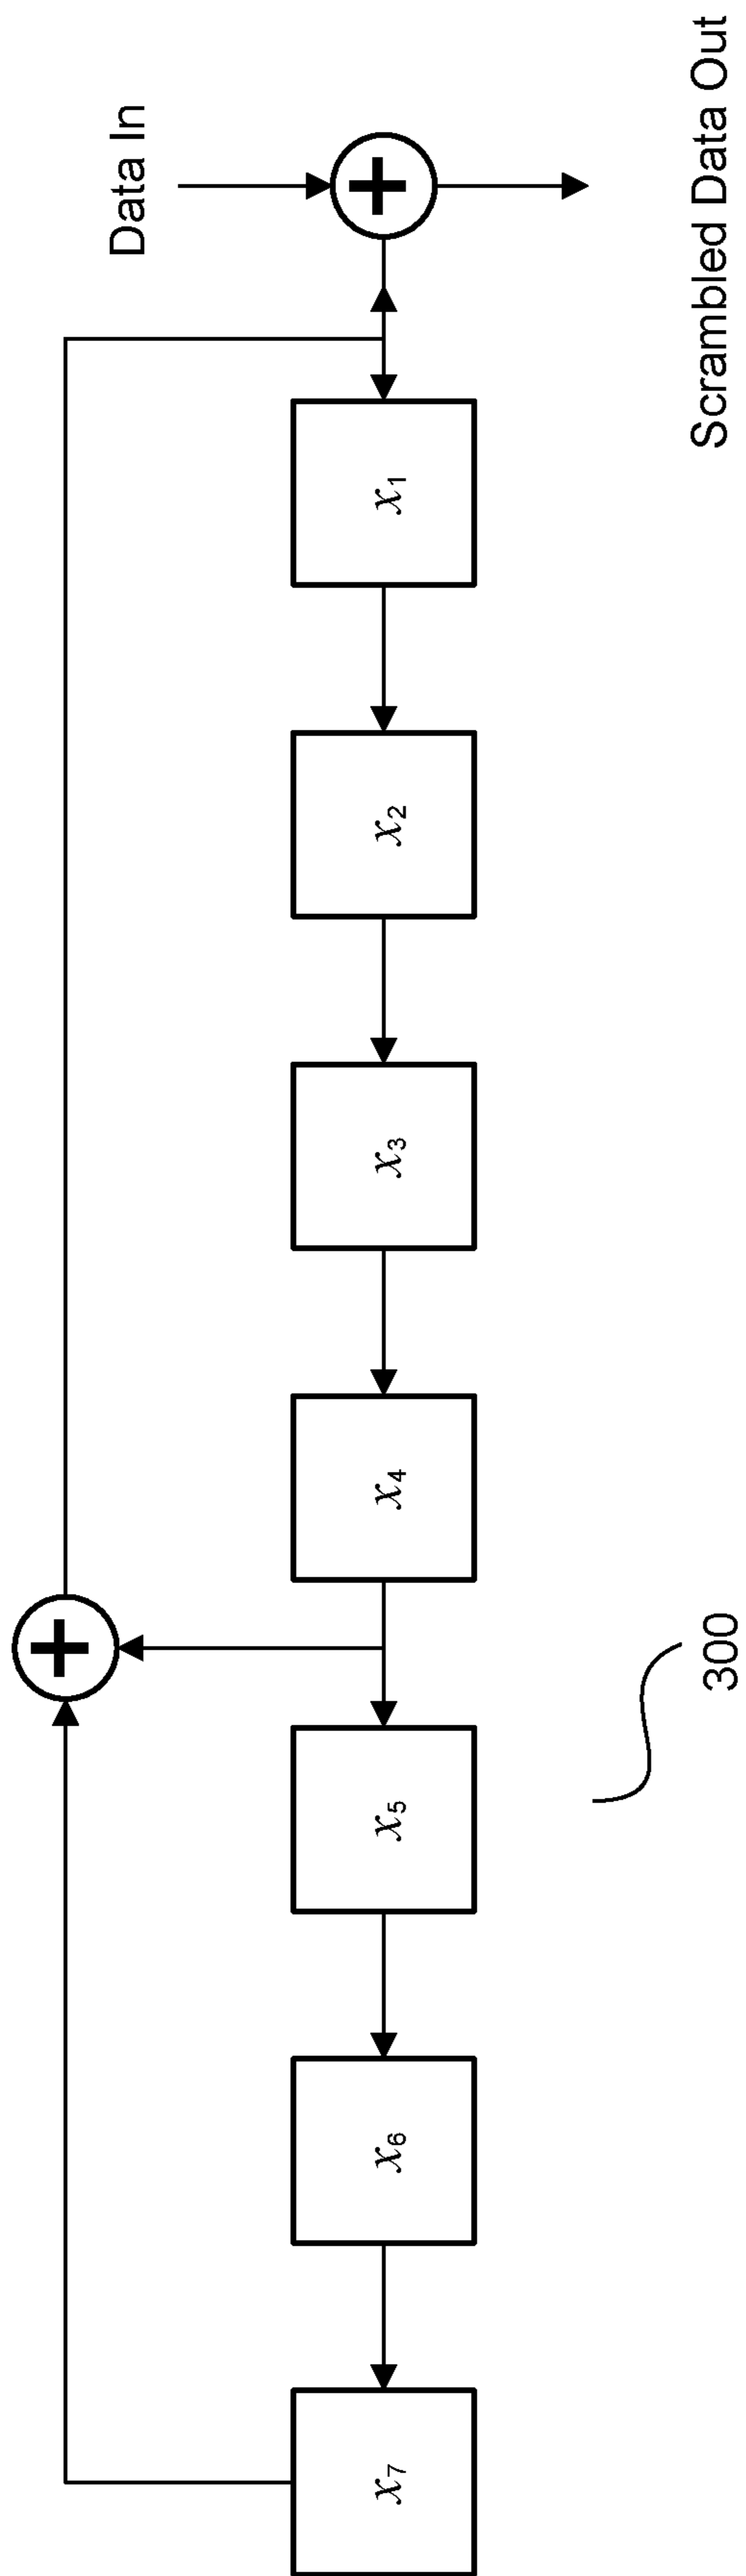 Data In
x₇
x₆
x₅
x₄
x₃
x₂
x₁
300
Scrambled Data Out